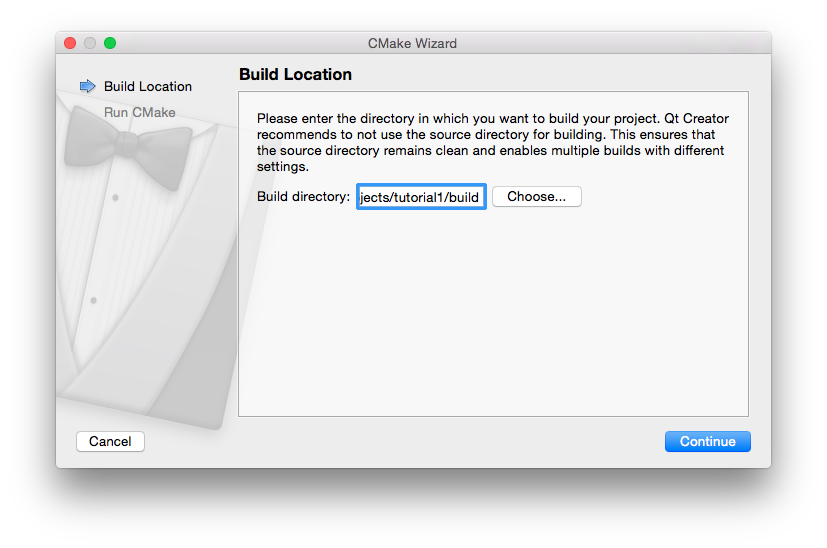 CMake Wizard
Build Location
Run CMake
Build Location
Please enter the directory in which you want to build your project. Qt Creator
recommends to not use the source directory for building. This ensures that
the source directory remains clean and enables multiple builds with different
settings.
Build directory: jects/tutorial1/build Choose...
Cancel Continue